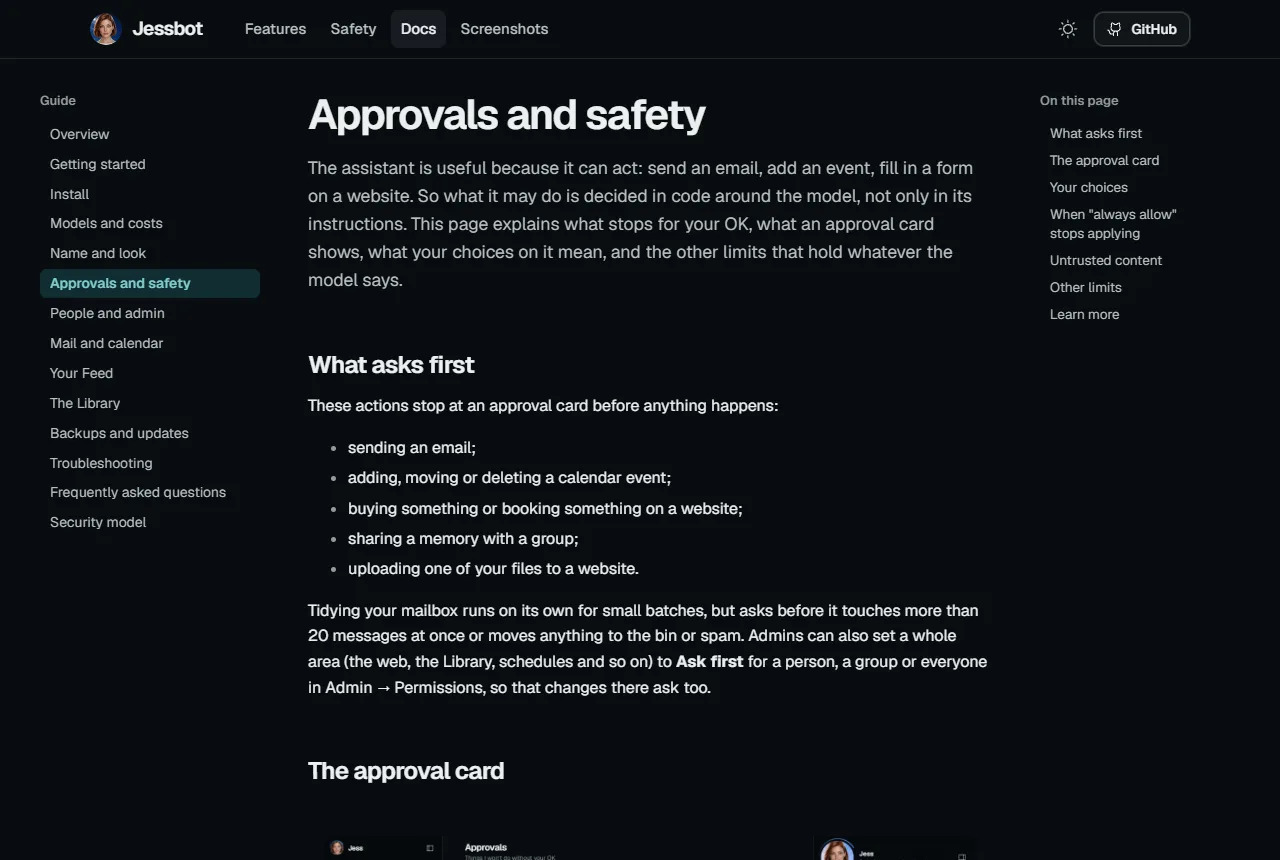 Jessbot
Features
Safety
Docs
Screenshots
GitHub
Guide
Overview
Getting started
Install
Models and costs
Name and look
Approvals and safety
People and admin
Mail and calendar
Your Feed
The Library
Backups and updates
Troubleshooting
Frequently asked questions
Security model
Approvals and safety
The assistant is useful because it can act: send an email, add an event, fill in a form
on a website. So what it may do is decided in code around the model, not only in its
instructions. This page explains what stops for your OK, what an approval card
shows, what your choices on it mean, and the other limits that hold whatever the
model says.
What asks first
These actions stop at an approval card before anything happens:
sending an email;
adding, moving or deleting a calendar event;
buying something or booking something on a website;
sharing a memory with a group;
uploading one of your files to a website.
Tidying your mailbox runs on its own for small batches, but asks before it touches more than
20 messages at once or moves anything to the bin or spam. Admins can also set a whole
area (the web, the Library, schedules and so on) to Ask first for a person, a group or everyone
in Admin → Permissions, so that changes there ask too.
The approval card
Jess
Approvals
Things I won't do without your OK
Jess
On this page
What asks first
The approval card
Your choices
When "always allow"
stops applying
Untrusted content
Other limits
Learn more